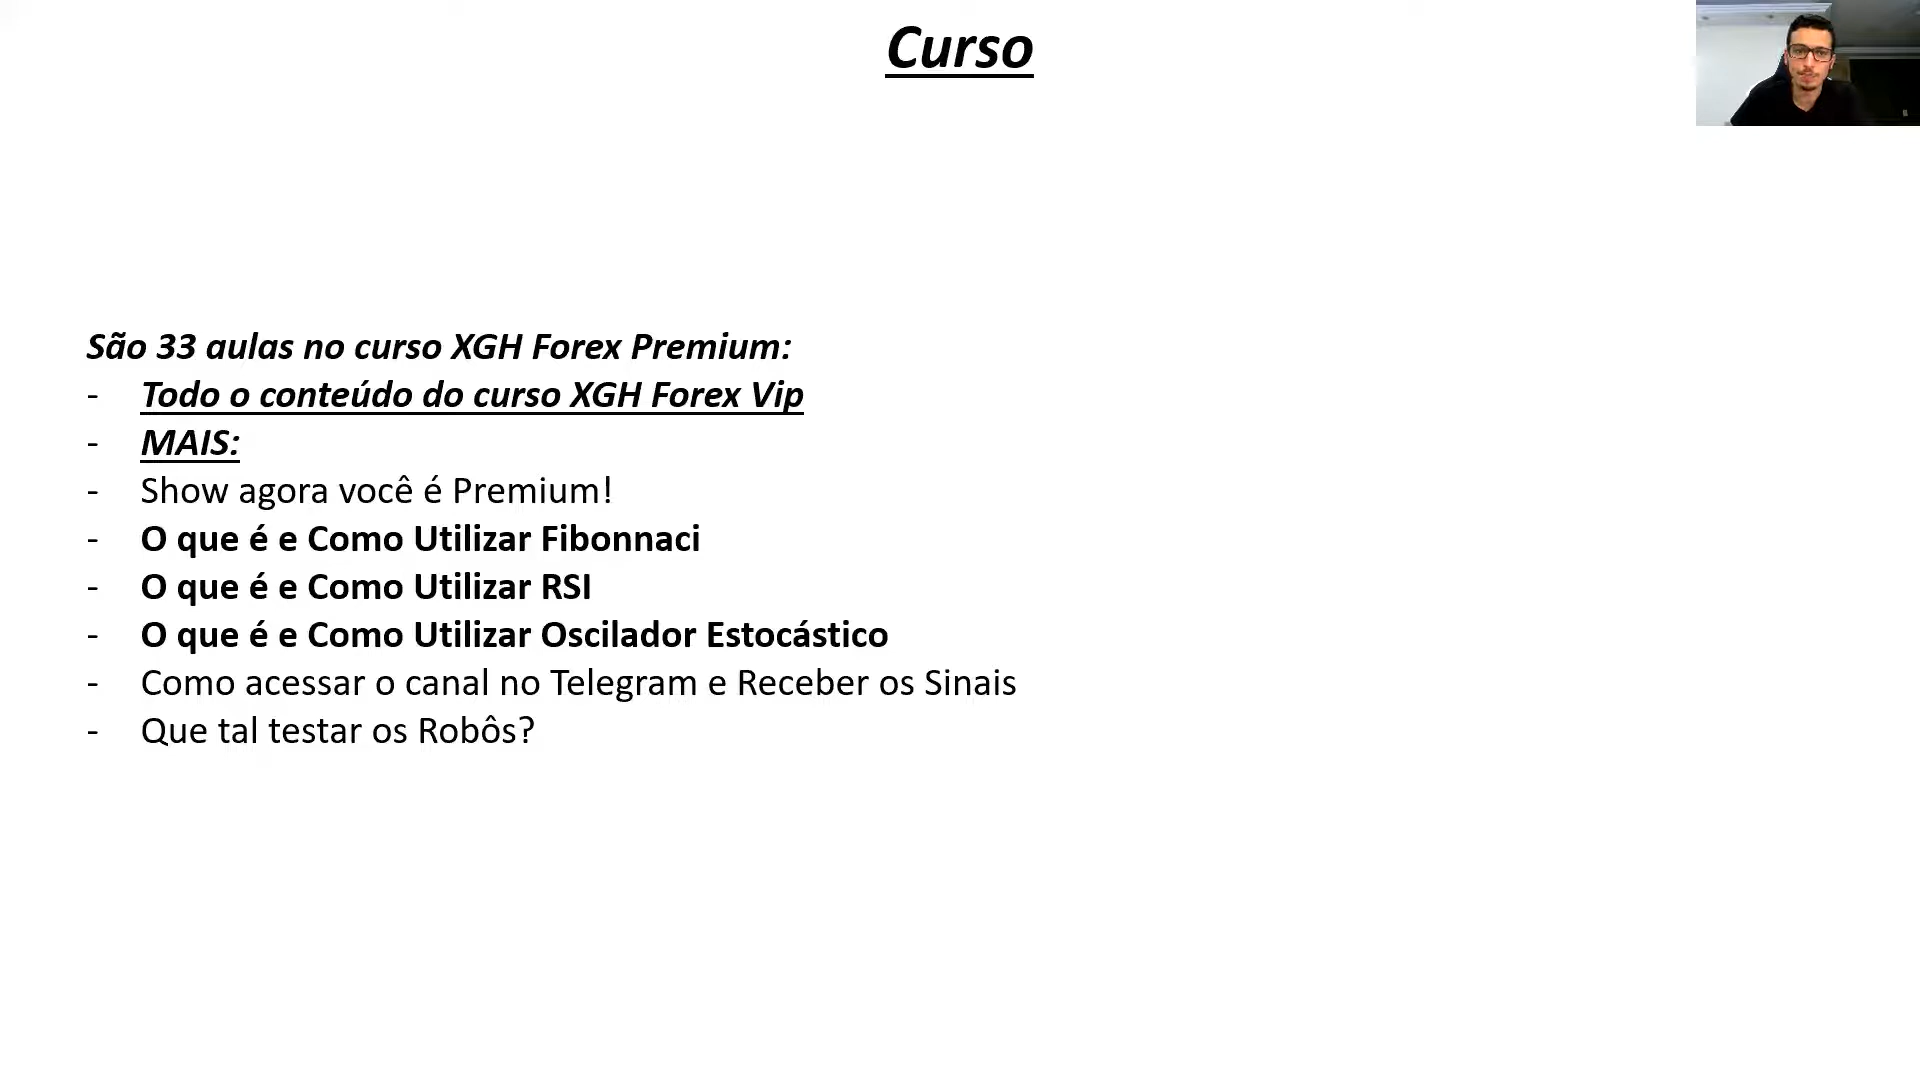 Curso
São 33 aulas no curso XGH Forex Premium:
- Todo o conteúdo do curso XGH Forex Vip
- MAIS:
- Show agora você é Premium!
- O que é e Como Utilizar Fibonnaci
- O que é e Como Utilizar RSI
- O que é e Como Utilizar Oscilador Estocástico
- Como acessar o canal no Telegram e Receber os Sinais
- Que tal testar os Robôs?